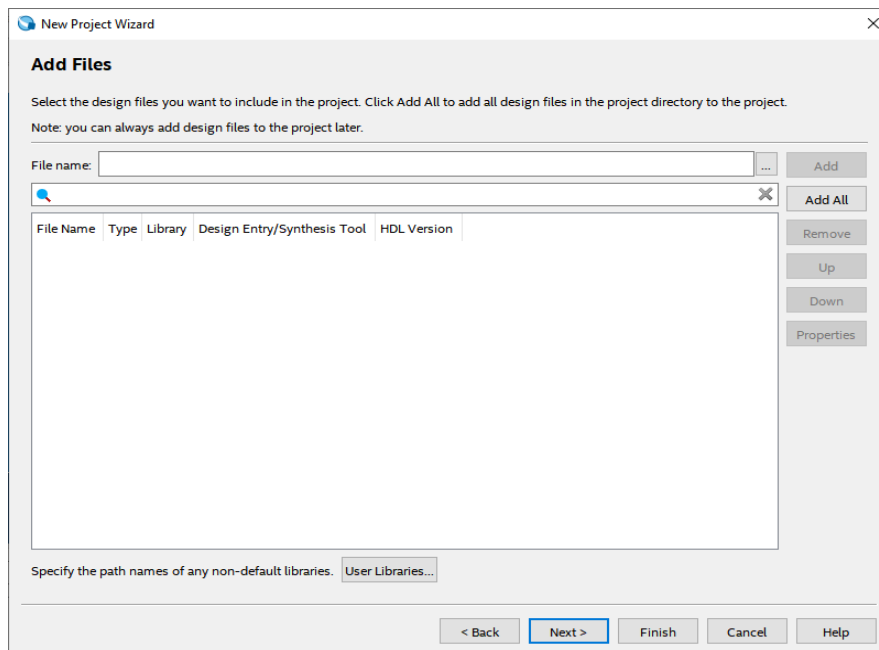 New Project Wizard
Add Files
Select the design files you want to include in the project. Click Add All to add all design files in the project directory to the project.
Note: you can always add design files to the project later.
File name: ... Add
Add All
File Name Type Library Design Entry/Synthesis Tool HDL Version
Remove
Up
Down
Properties
Specify the path names of any non-default libraries. User Libraries...
< Back Next > Finish Cancel Help